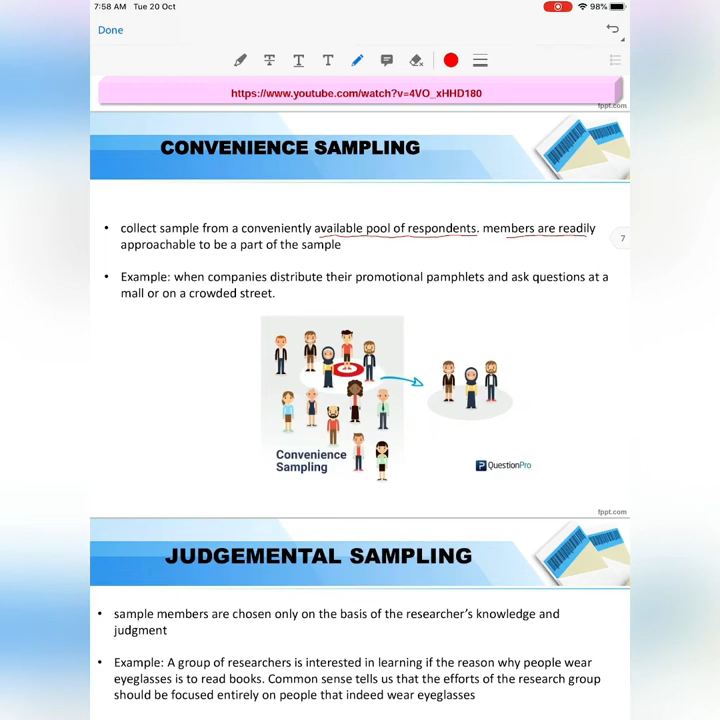 7:58 AM Tue 20 Oct
98%
Done
T T T
https://www.youtube.com/watch?v=4VO_xHHD180
fppt.com
CONVENIENCE SAMPLING
• collect sample from a conveniently available pool of respondents. members are readily
approachable to be a part of the sample
7
• Example: when companies distribute their promotional pamphlets and ask questions at a
mall or on a crowded street.
Convenience
Sampling
P QuestionPro
fppt.com
JUDGEMENTAL SAMPLING
• sample members are chosen only on the basis of the researcher's knowledge and
judgment
• Example: A group of researchers is interested in learning if the reason why people wear
eyeglasses is to read books. Common sense tells us that the efforts of the research group
should be focused entirely on people that indeed wear eyeglasses